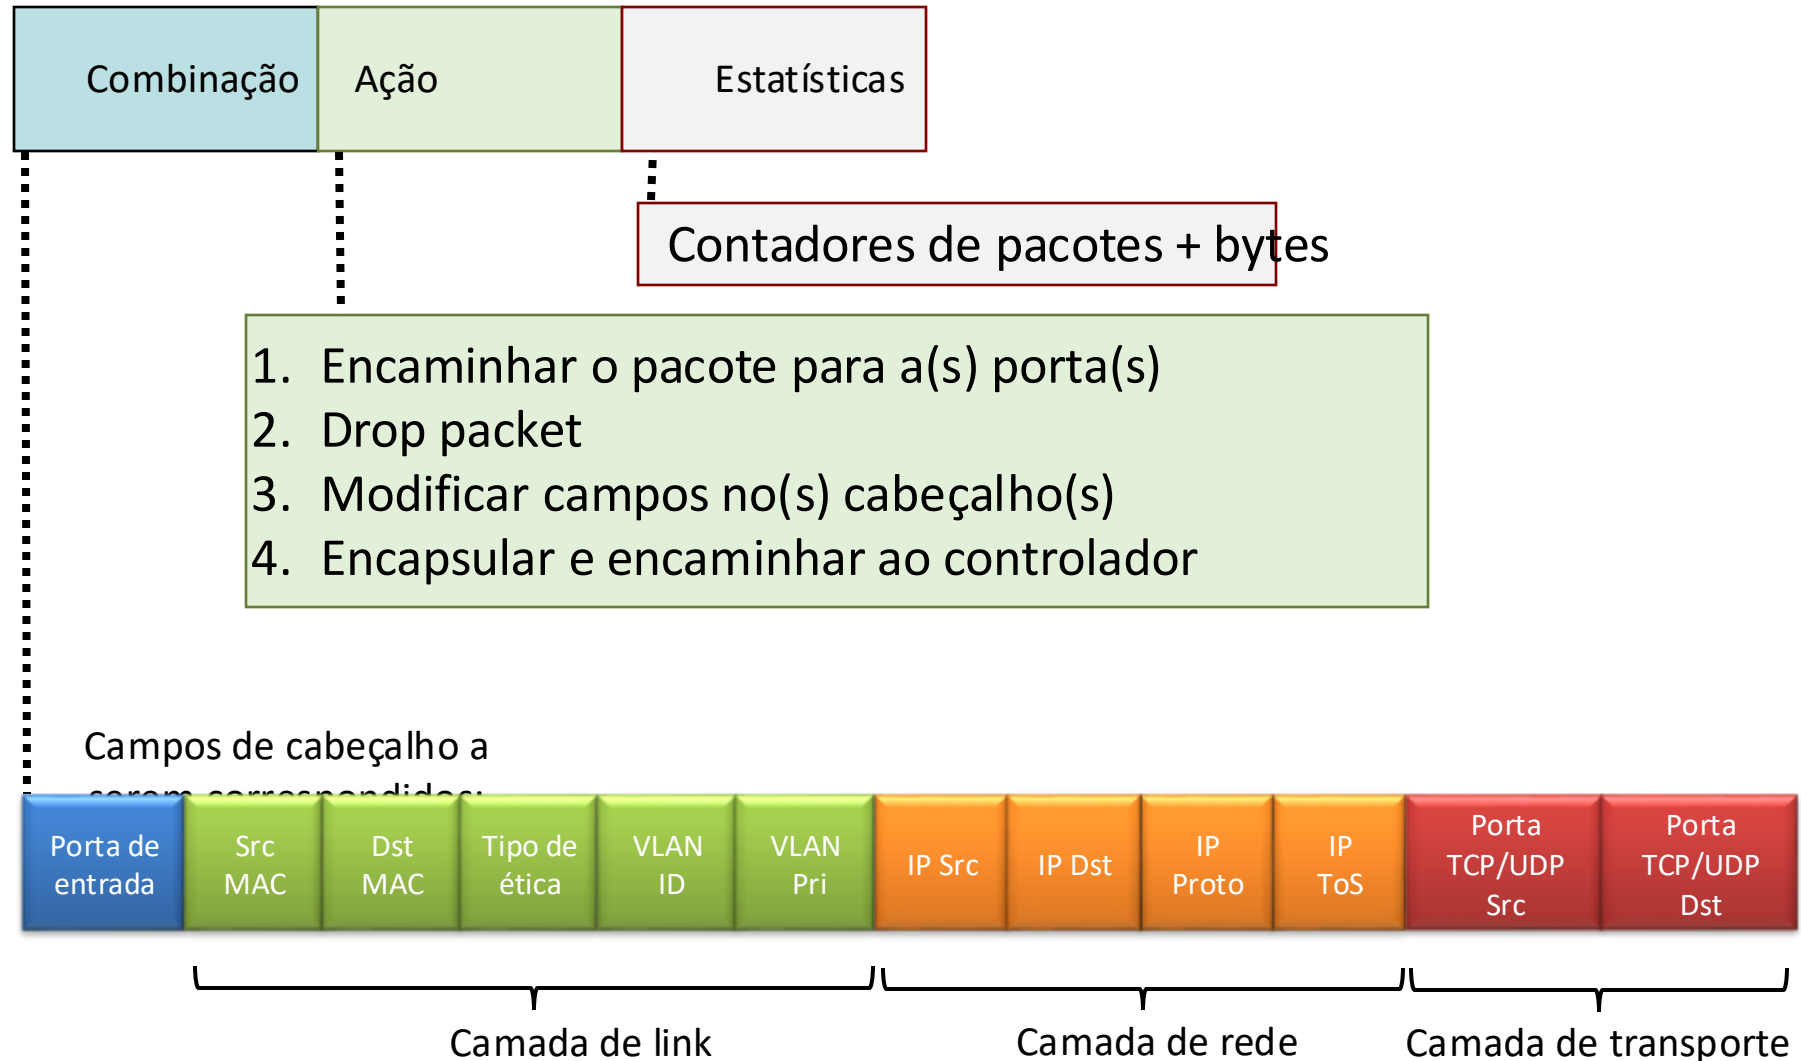 Combinação
Ação
Estatísticas
Contadores de pacotes + bytes
1. Encaminhar o pacote para a(s) porta(s)
2. Drop packet
3. Modificar campos no(s) cabeçalho(s)
4. Encapsular e encaminhar ao controlador
Campos de cabeçalho a
serem correspondidos:
Porta de
entrada
Src
MAC
Dst
MAC
Tipo de
ética
VLAN
ID
VLAN
Pri
IP Src
IP Dst
IP
Proto
IP
ToS
Porta
TCP/UDP
Src
Porta
TCP/UDP
Dst
Camada de link
Camada de rede
Camada de transporte